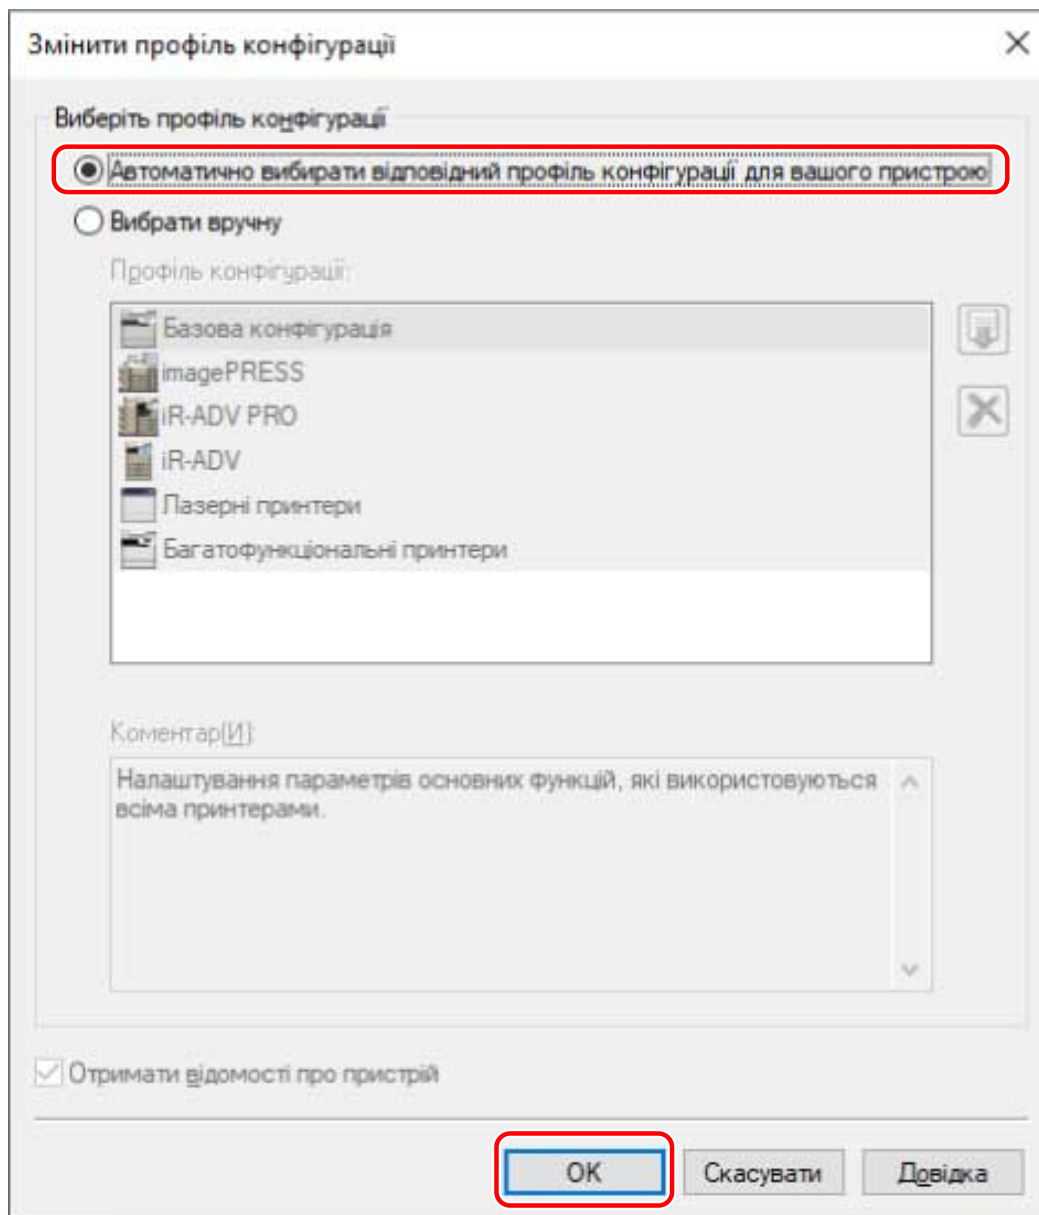 Змінити профіль конфігурації
Виберіть профіль конфігурації
Автоматично вибирати відповідний профіль конфігурації для вашого пристрою
Вибрати вручну
Профіль конфігурації:
Базова конфігурація
imagePRESS
iR-ADV PRO
iR-ADV
Лазерні принтери
Багатофункціональні принтери
Коментар(И):
Налаштування параметрів основних функцій, які використовуються
всіма принтерами.
Отримати відомості про пристрій
OK Скасувати Довідка